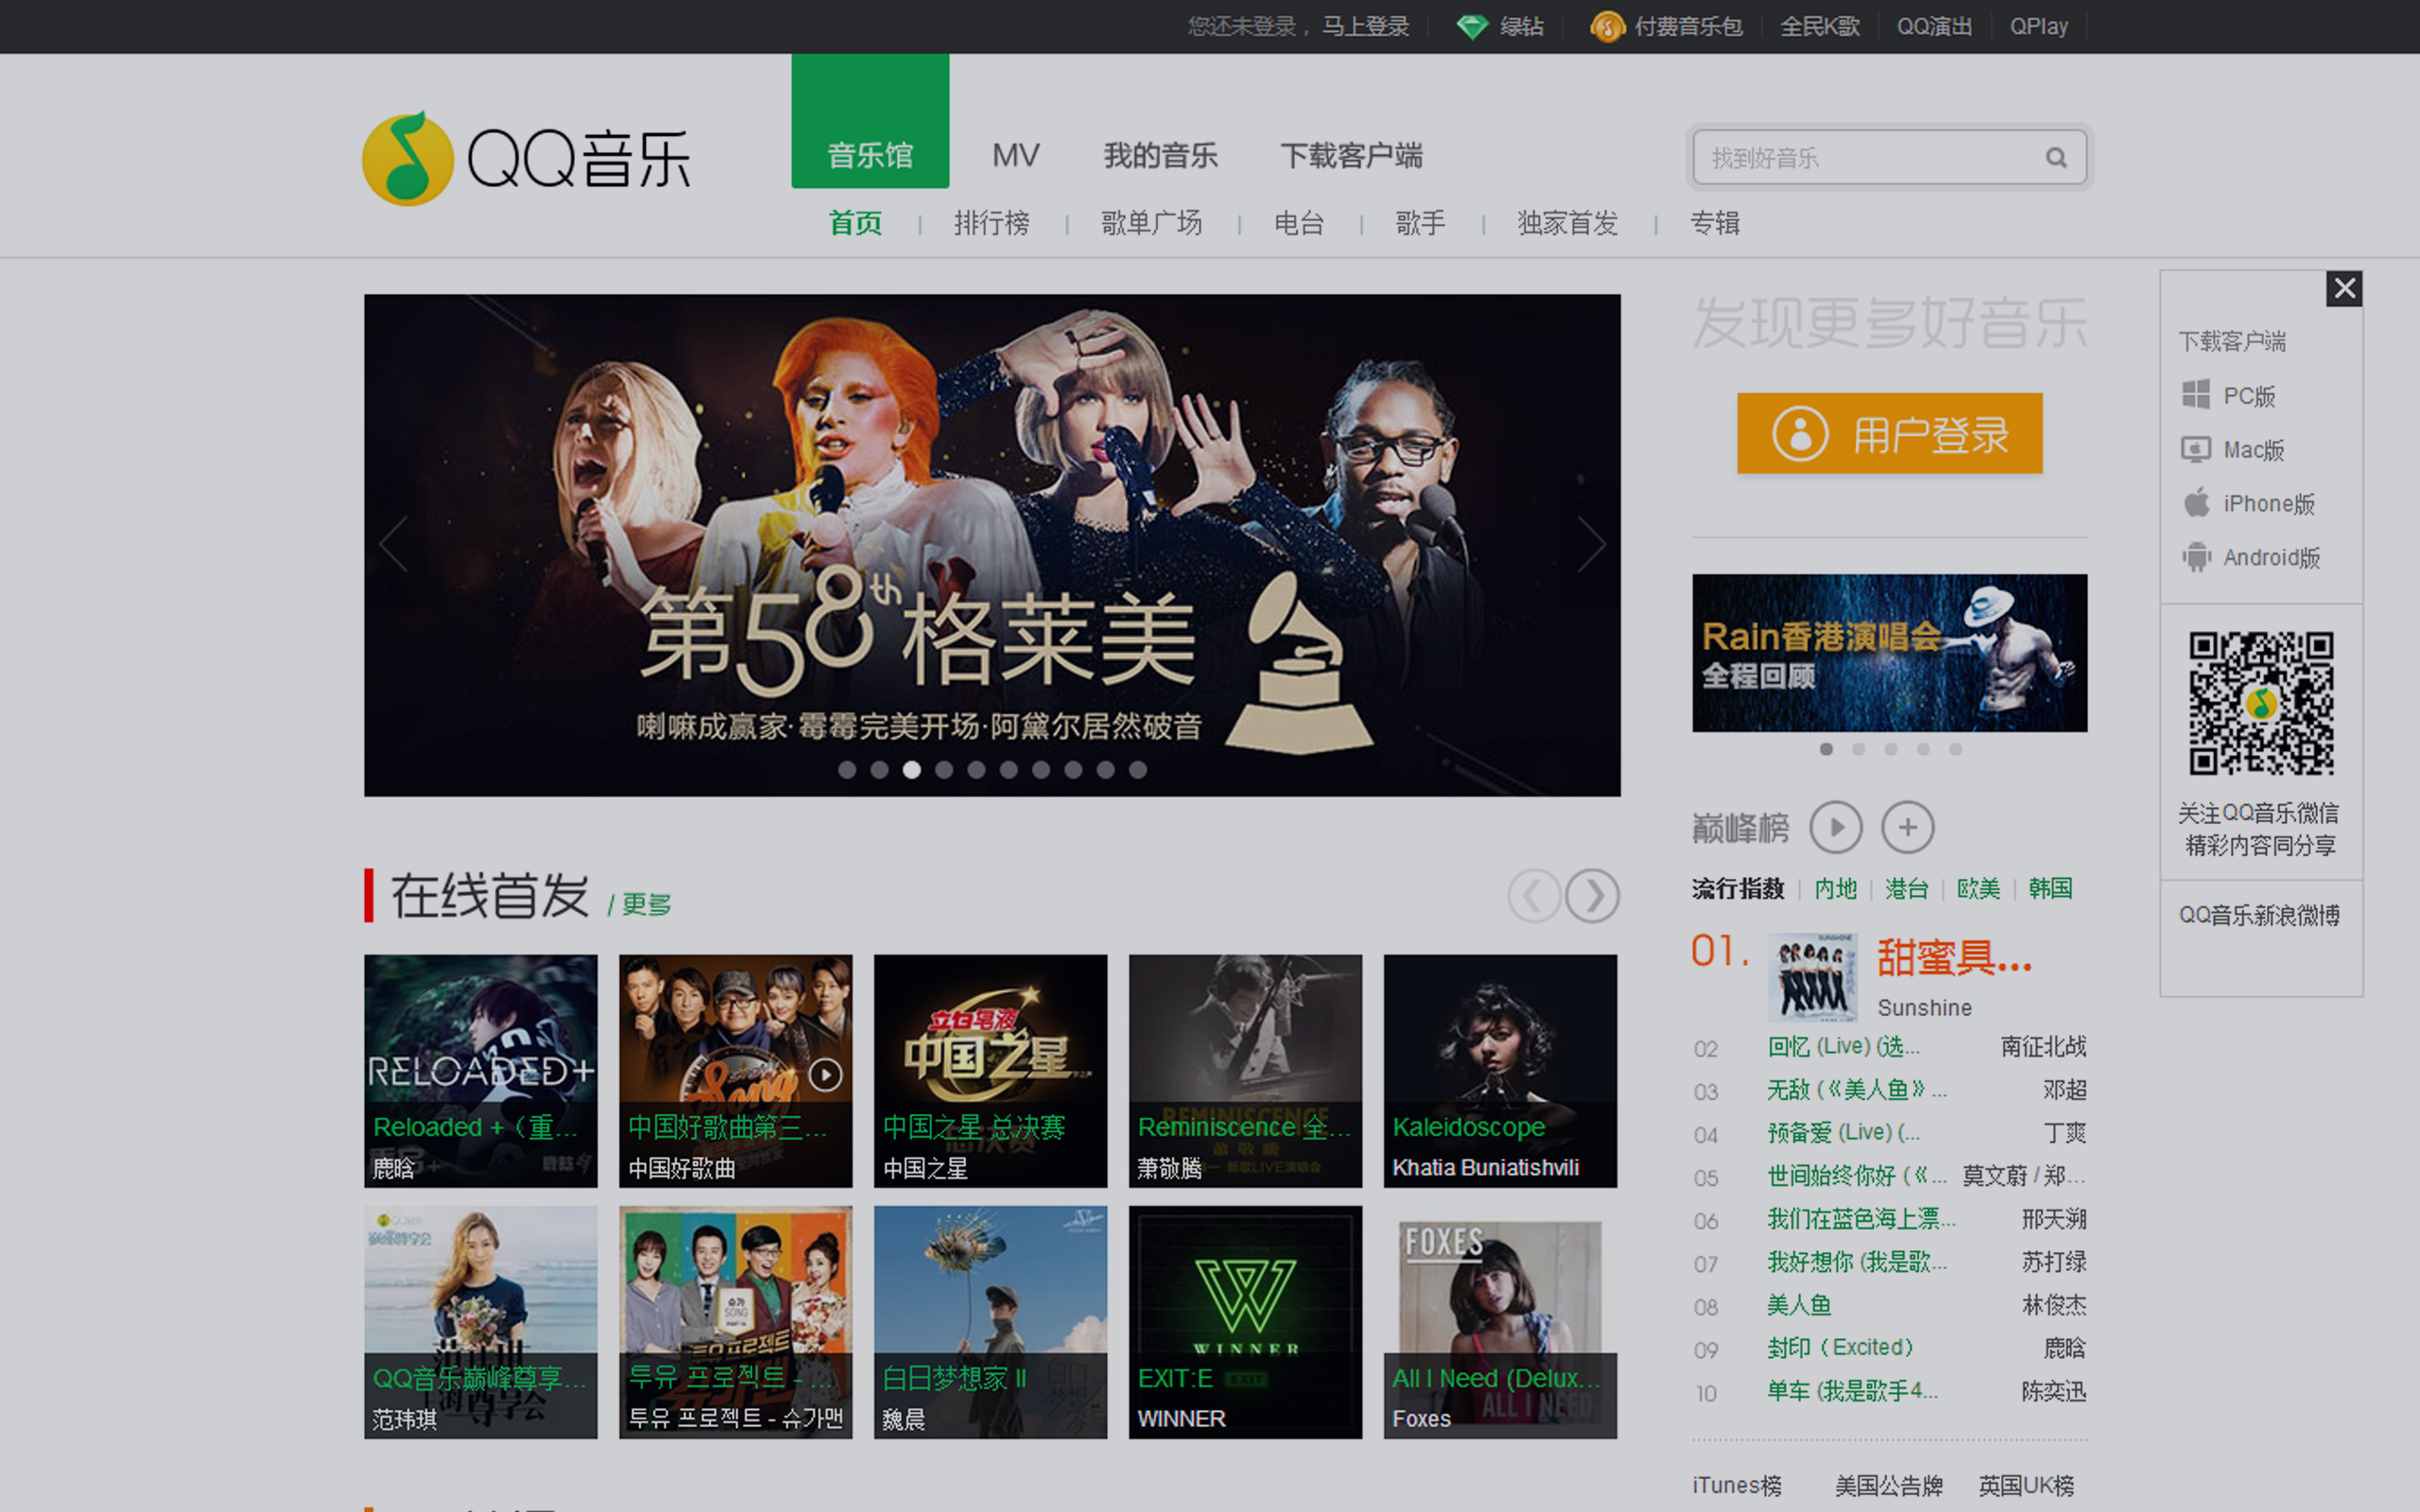 您还未登录，马上登录 绿钻 付费音乐包 全民K歌 QQ演出 QPlay
QQ音乐
音乐馆 MV 我的音乐 下载客户端
找到好音乐
首页 | 排行榜 | 歌单广场 | 电台 | 歌手 | 独家首发 | 专辑
第58th格莱美
喇嘛成赢家·霉霉完美开场·阿黛尔居然破音
发现更多好音乐
用户登录
Rain香港演唱会
全程回顾
下载客户端
PC版
Mac版
iPhone版
Android版
关注QQ音乐微信
精彩内容同分享
QQ音乐新浪微博
在线首发 / 更多
RELOADED+
Reloaded +（重...
鹿晗
Song
中国好歌曲第三...
中国好歌曲
立白皂液
中国之星
中国之星 总决赛
中国之星
REMINISCENCE
Reminiscence 全...
萧敬腾
Kaleidoscope
Khatia Buniatishvili
QQ音乐巅峰尊享...
范玮琪
슈가
SONG
투유 프로젝트
투유 프로젝트 - ...
투유 프로젝트 - 슈가맨
白日梦想家 II
魏晨
WINNER
EXIT:E
WINNER
FOXES
ALL I NEED
All I Need (Delux...
Foxes
巅峰榜
流行指数 | 内地 | 港台 | 欧美 | 韩国
01. 甜蜜具...
Sunshine
02 回忆 (Live) (选... 南征北战
03 无敌 (《美人鱼》... 邓超
04 预备爱 (Live) (... 丁爽
05 世间始终你好 (《... 莫文蔚 / 郑...
06 我们在蓝色海上漂... 邢天溯
07 我好想你 (我是歌... 苏打绿
08 美人鱼 林俊杰
09 封印（Excited） 鹿晗
10 单车 (我是歌手4... 陈奕迅
iTunes榜 美国公告牌 英国UK榜